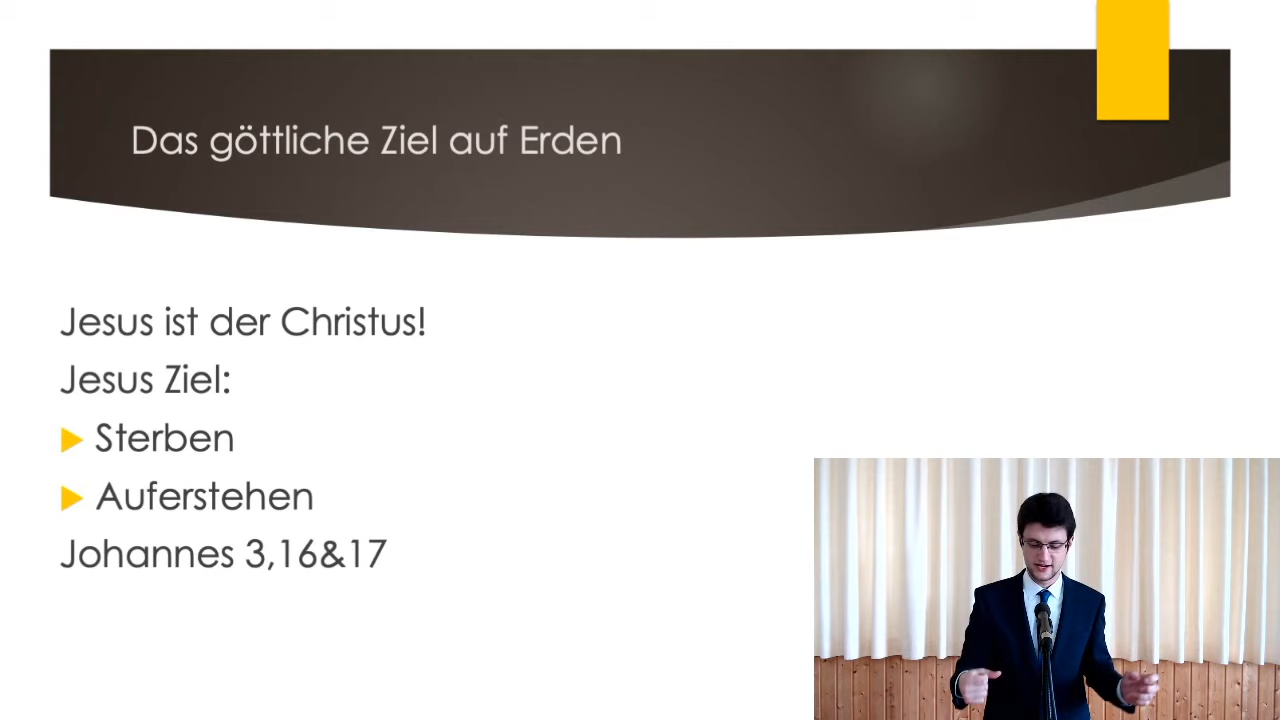 Das göttliche Ziel auf Erden
Jesus ist der Christus!
Jesus Ziel:
Sterben
Auferstehen
Johannes 3,16&17